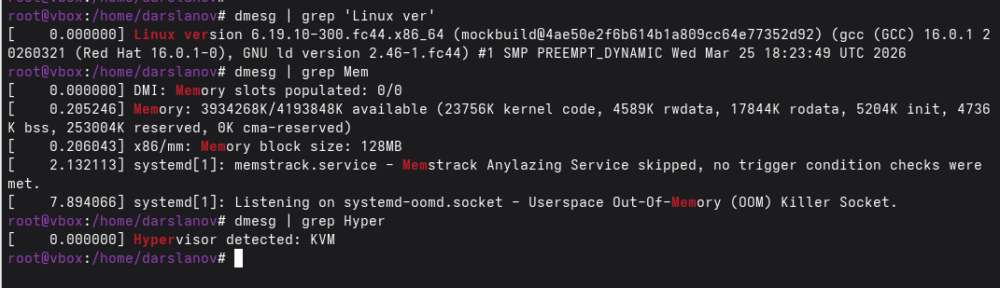 root@vbox:/home/darslanov# dmesg | grep 'Linux ver'
[    0.000000] Linux version 6.19.10-300.fc44.x86_64 (mockbuild@4ae50e2f6b614b1a809cc64e77352d92) (gcc (GCC) 16.0.1 2
0260321 (Red Hat 16.0.1-0), GNU ld version 2.46-1.fc44) #1 SMP PREEMPT_DYNAMIC Wed Mar 25 18:23:49 UTC 2026
root@vbox:/home/darslanov# dmesg | grep Mem
[    0.000000] DMI: Memory slots populated: 0/0
[    0.205246] Memory: 3934268K/4193848K available (23756K kernel code, 4589K rwdata, 17844K rodata, 5204K init, 4736
K bss, 253004K reserved, 0K cma-reserved)
[    0.206043] x86/mm: Memory block size: 128MB
[    2.132113] systemd[1]: memstrack.service - Memstrack Anylazing Service skipped, no trigger condition checks were
met.
[    7.894066] systemd[1]: Listening on systemd-oomd.socket - Userspace Out-Of-Memory (OOM) Killer Socket.
root@vbox:/home/darslanov# dmesg | grep Hyper
[    0.000000] Hypervisor detected: KVM
root@vbox:/home/darslanov#